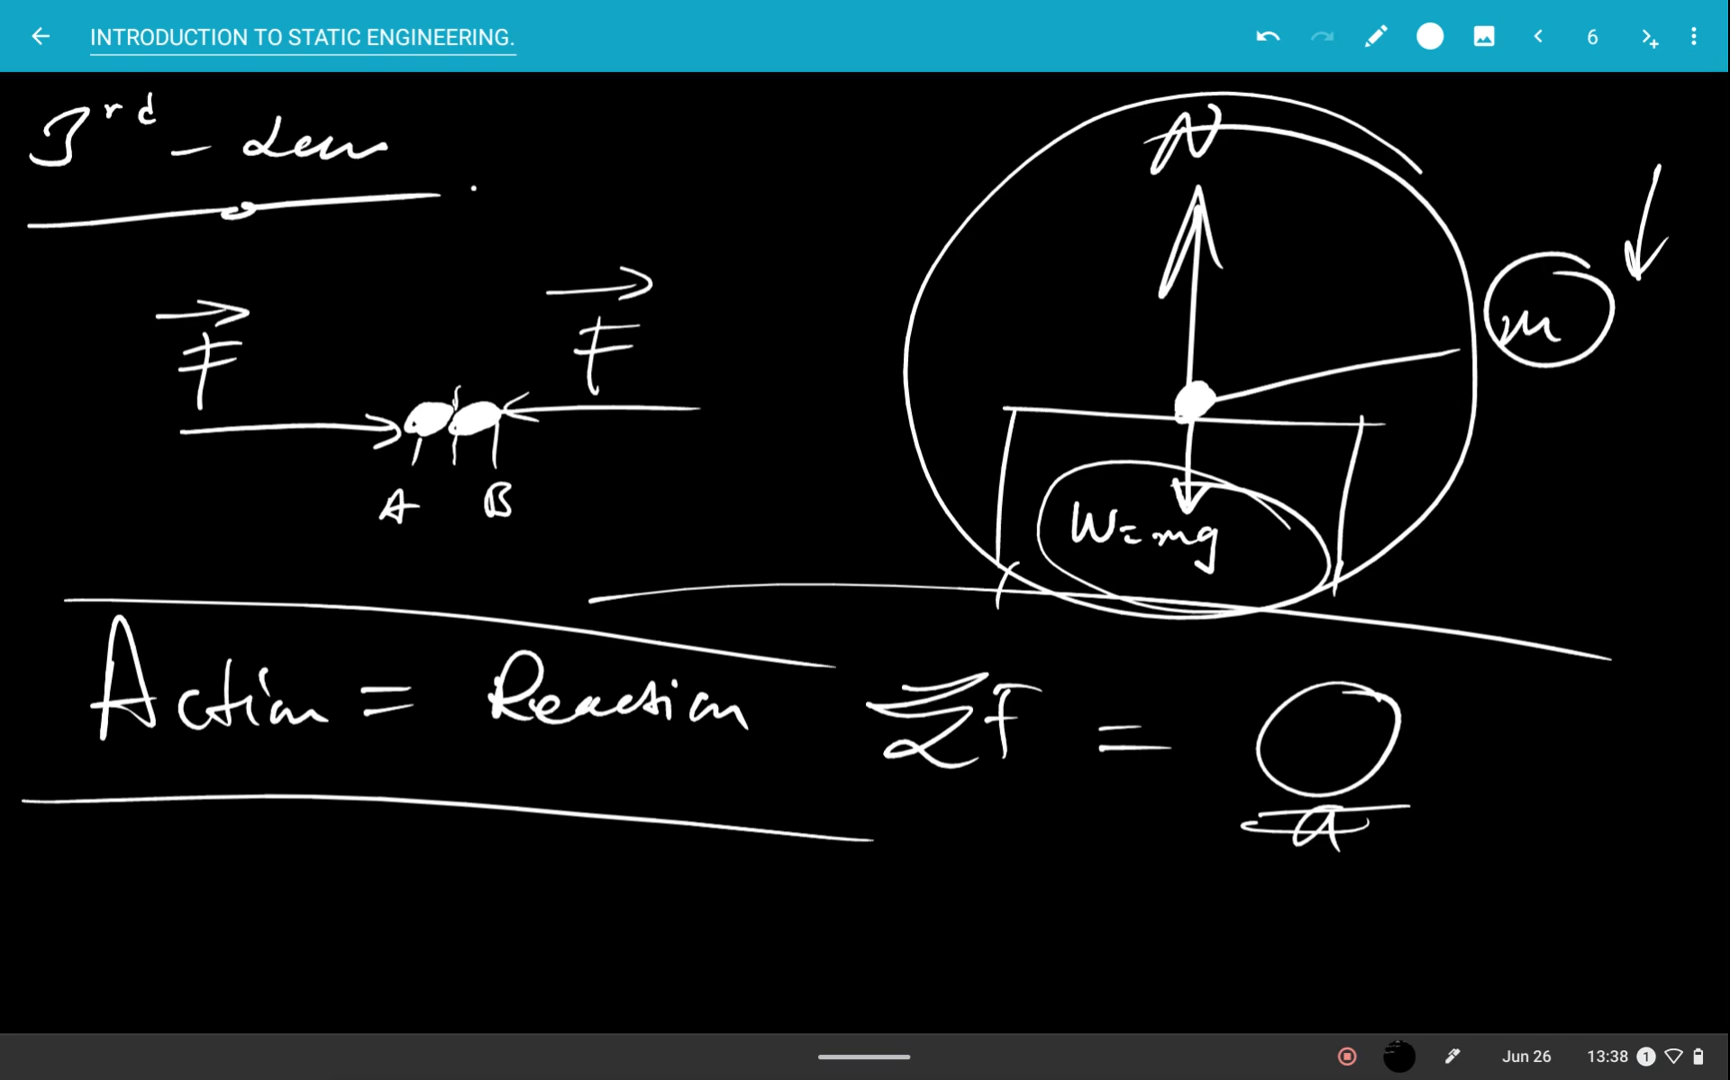 INTRODUCTION TO STATIC ENGINEERING.
6
3rd - Law
N
m
F
F
A B
W=mg
Action = Reaction
ΣF = 0
a
Jun 26 13:38 1